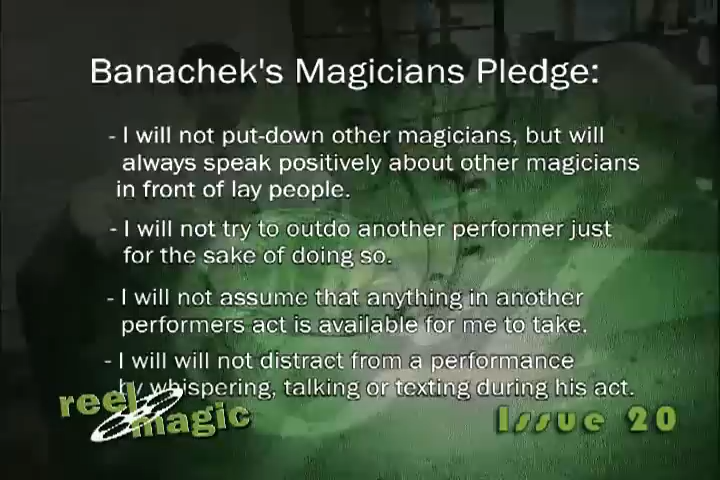 Banachek's Magicians Pledge:
- I will not put-down other magicians, but will
always speak positively about other magicians
in front of lay people.
- I will not try to outdo another performer just
for the sake of doing so.
- I will not assume that anything in another
performers act is available for me to take.
- I will will not distract from a performance
by whispering, talking or texting during his act.
reel
magic
Issue 20